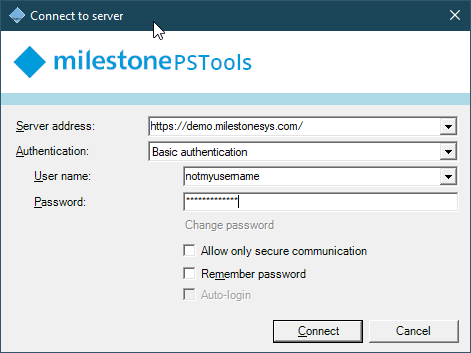 Connect to server
milestonePSTools
Server address: https://demo.milestonesys.com/
Authentication: Basic authentication
User name: notmyusername
Password: *************
Change password
Allow only secure communication
Remember password
Auto-login
Connect Cancel